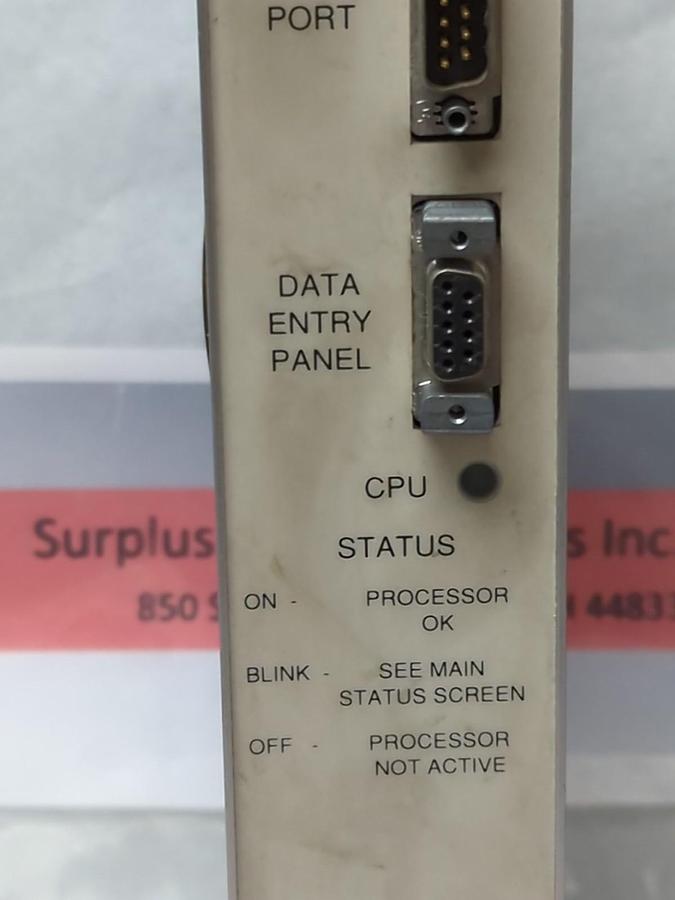 PORT
DATA
ENTRY
PANEL
CPU
STATUS
Surplus s Inc.
850 44833
ON - PROCESSOR
OK
BLINK - SEE MAIN
STATUS SCREEN
OFF - PROCESSOR
NOT ACTIVE